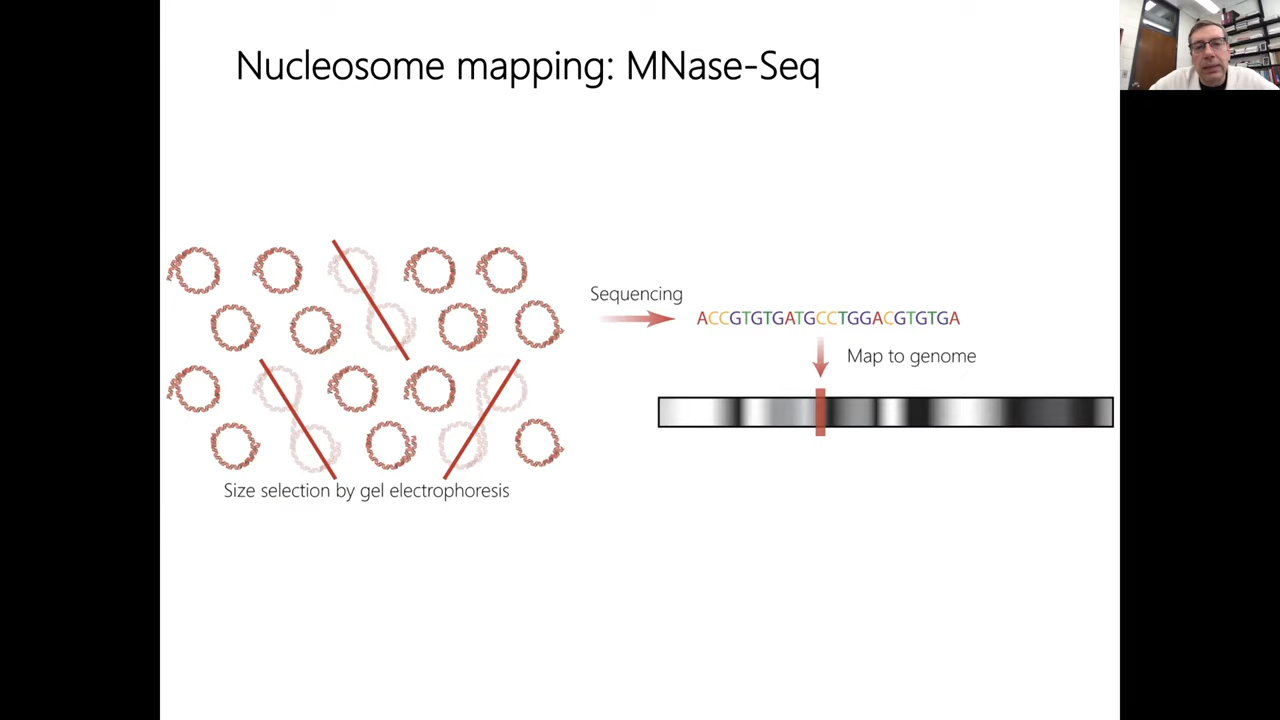 Nucleosome mapping: MNase-Seq
Sequencing
ACCGTGTGATGCCTGGACGTGTGA
Map to genome
Size selection by gel electrophoresis